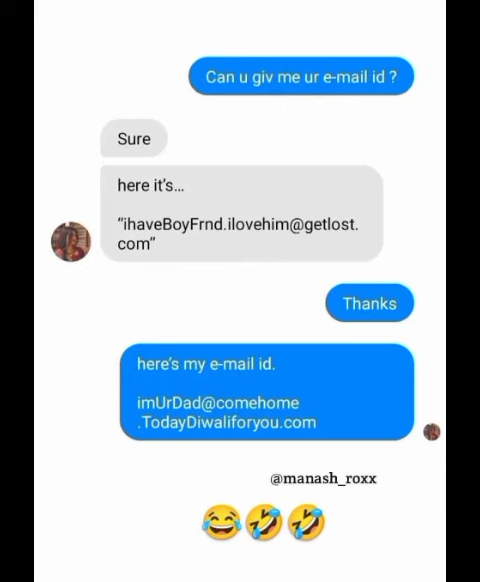 Can u giv me ur e-mail id ?
Sure
here it's...
“ihaveBoyFrnd.ilovehim@getlost.
com”
Thanks
here's my e-mail id.
imUrDad@comehome
.TodayDiwaliforyou.com
@manash_roxx